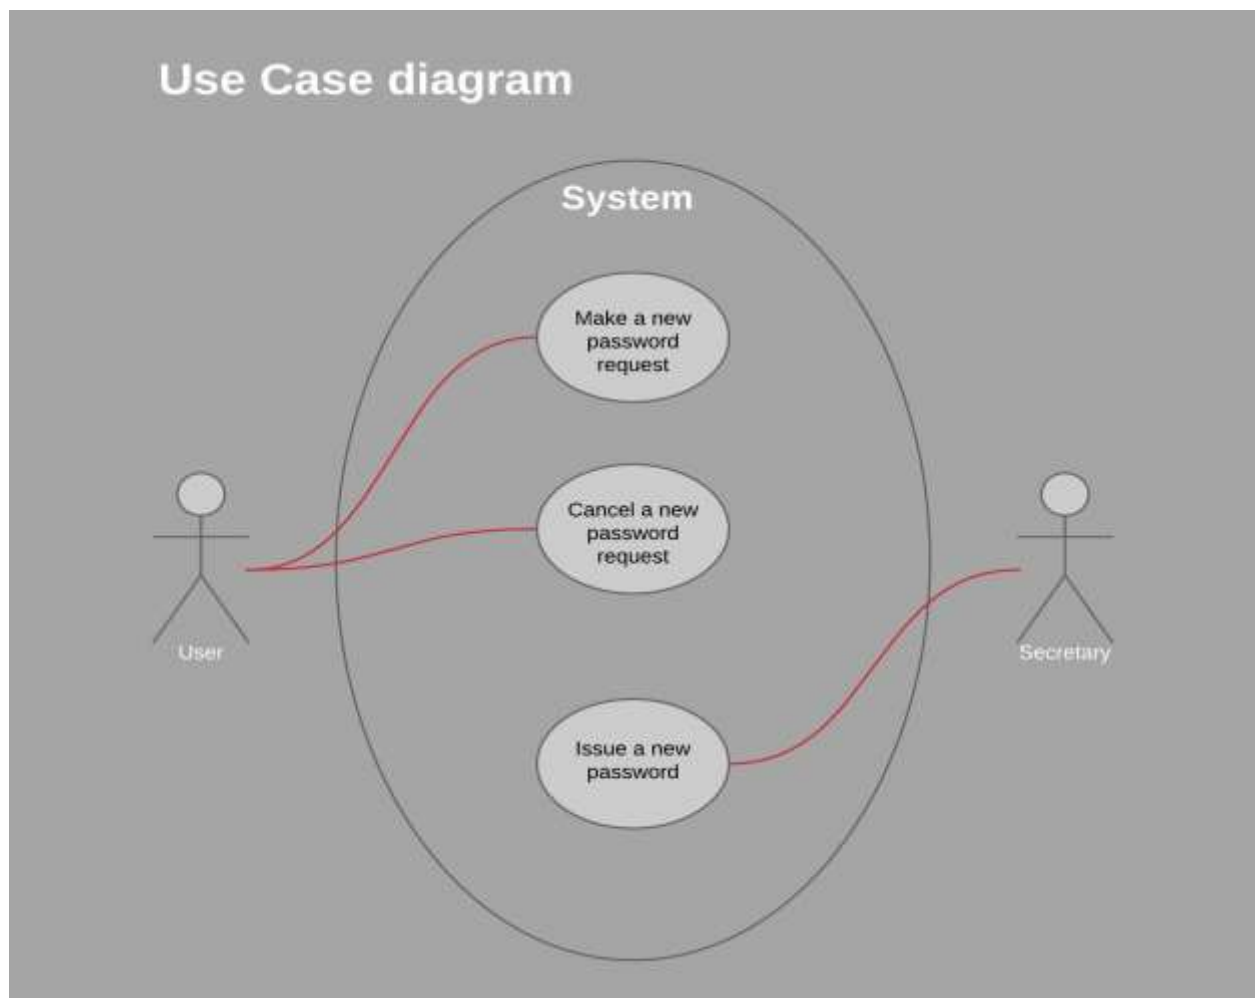 Use Case diagram
System
Make a new
password
request
Cancel a new
password
request
User
Secretary
Issue a new
password